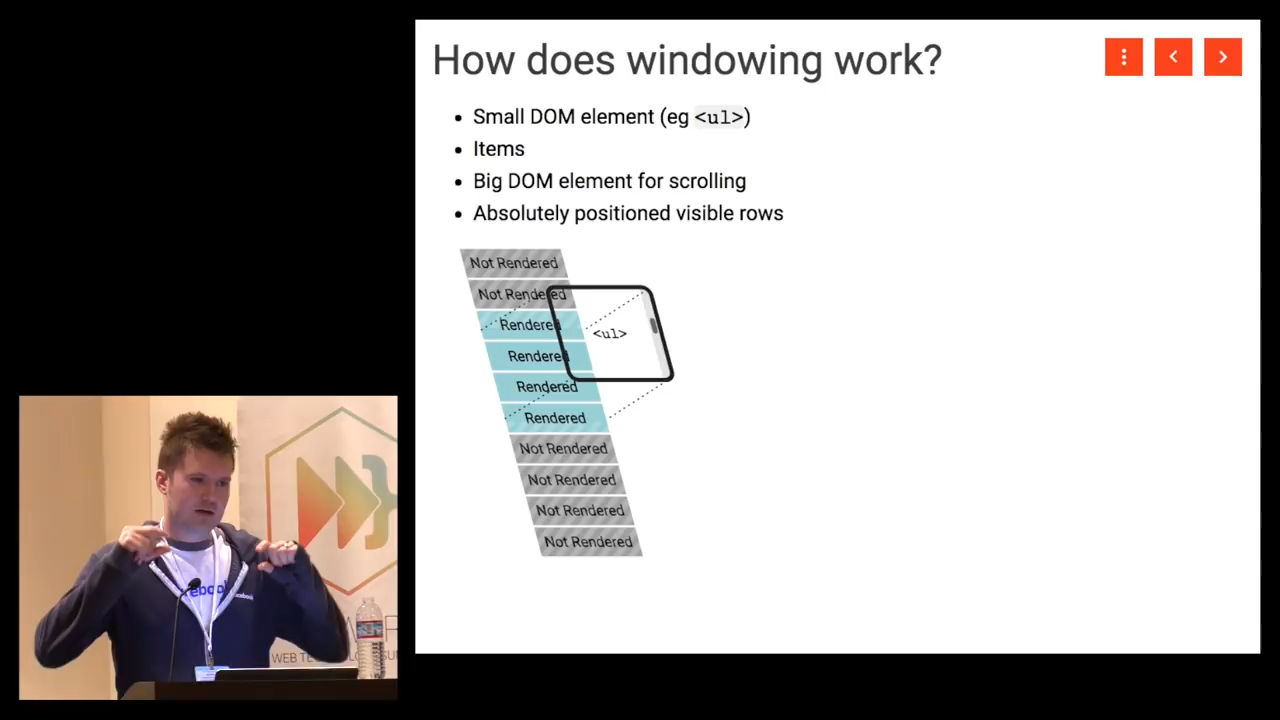 How does windowing work?
Small DOM element (eg <ul>)
Items
Big DOM element for scrolling
Absolutely positioned visible rows
Not Rendered
Not Rendered
Rendered
<ul>
Rendered
Rendered
Rendered
Not Rendered
Not Rendered
Not Rendered
Not Rendered